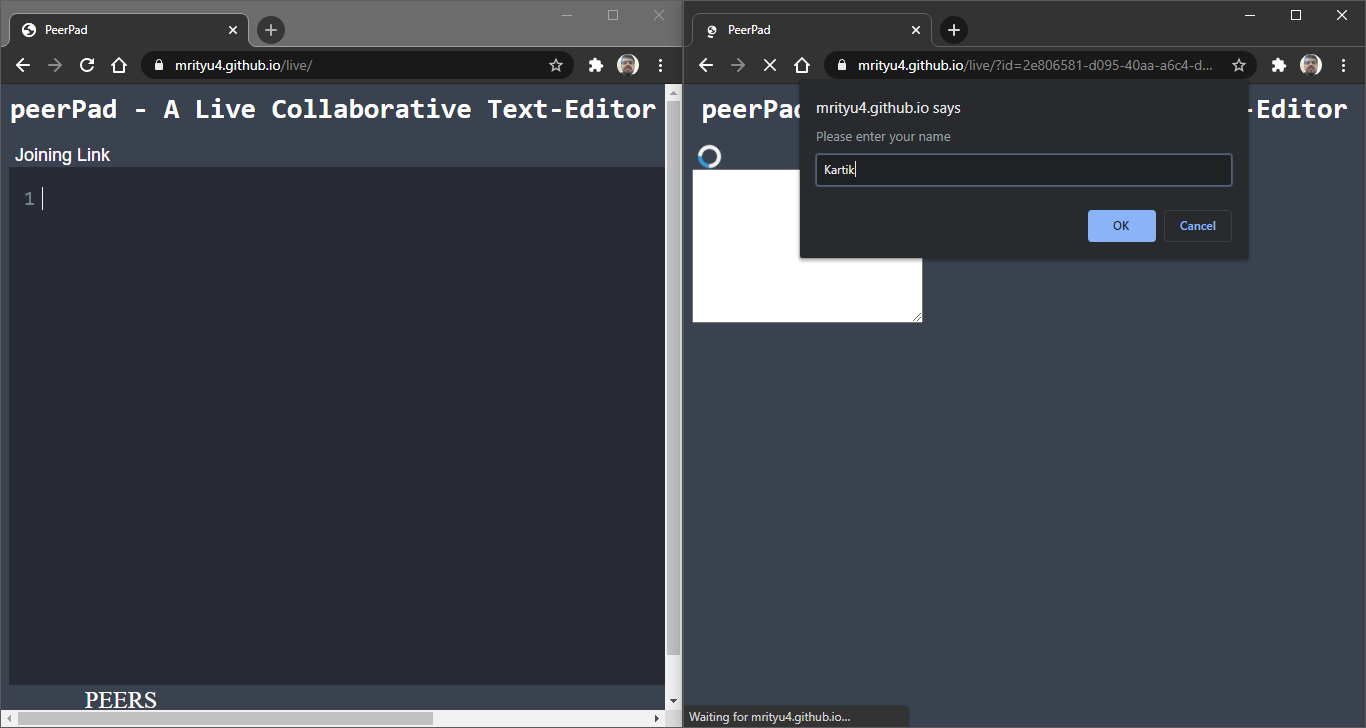 PeerPad
mrityu4.github.io/live/
peerPad - A Live Collaborative Text-Editor
Joining Link
1
PEERS
PeerPad
mrityu4.github.io/live/?id=2e806581-d095-40aa-a6c4-d...
peerPad
-Editor
mrityu4.github.io says
Please enter your name
Kartik
OK Cancel
Waiting for mrityu4.github.io...